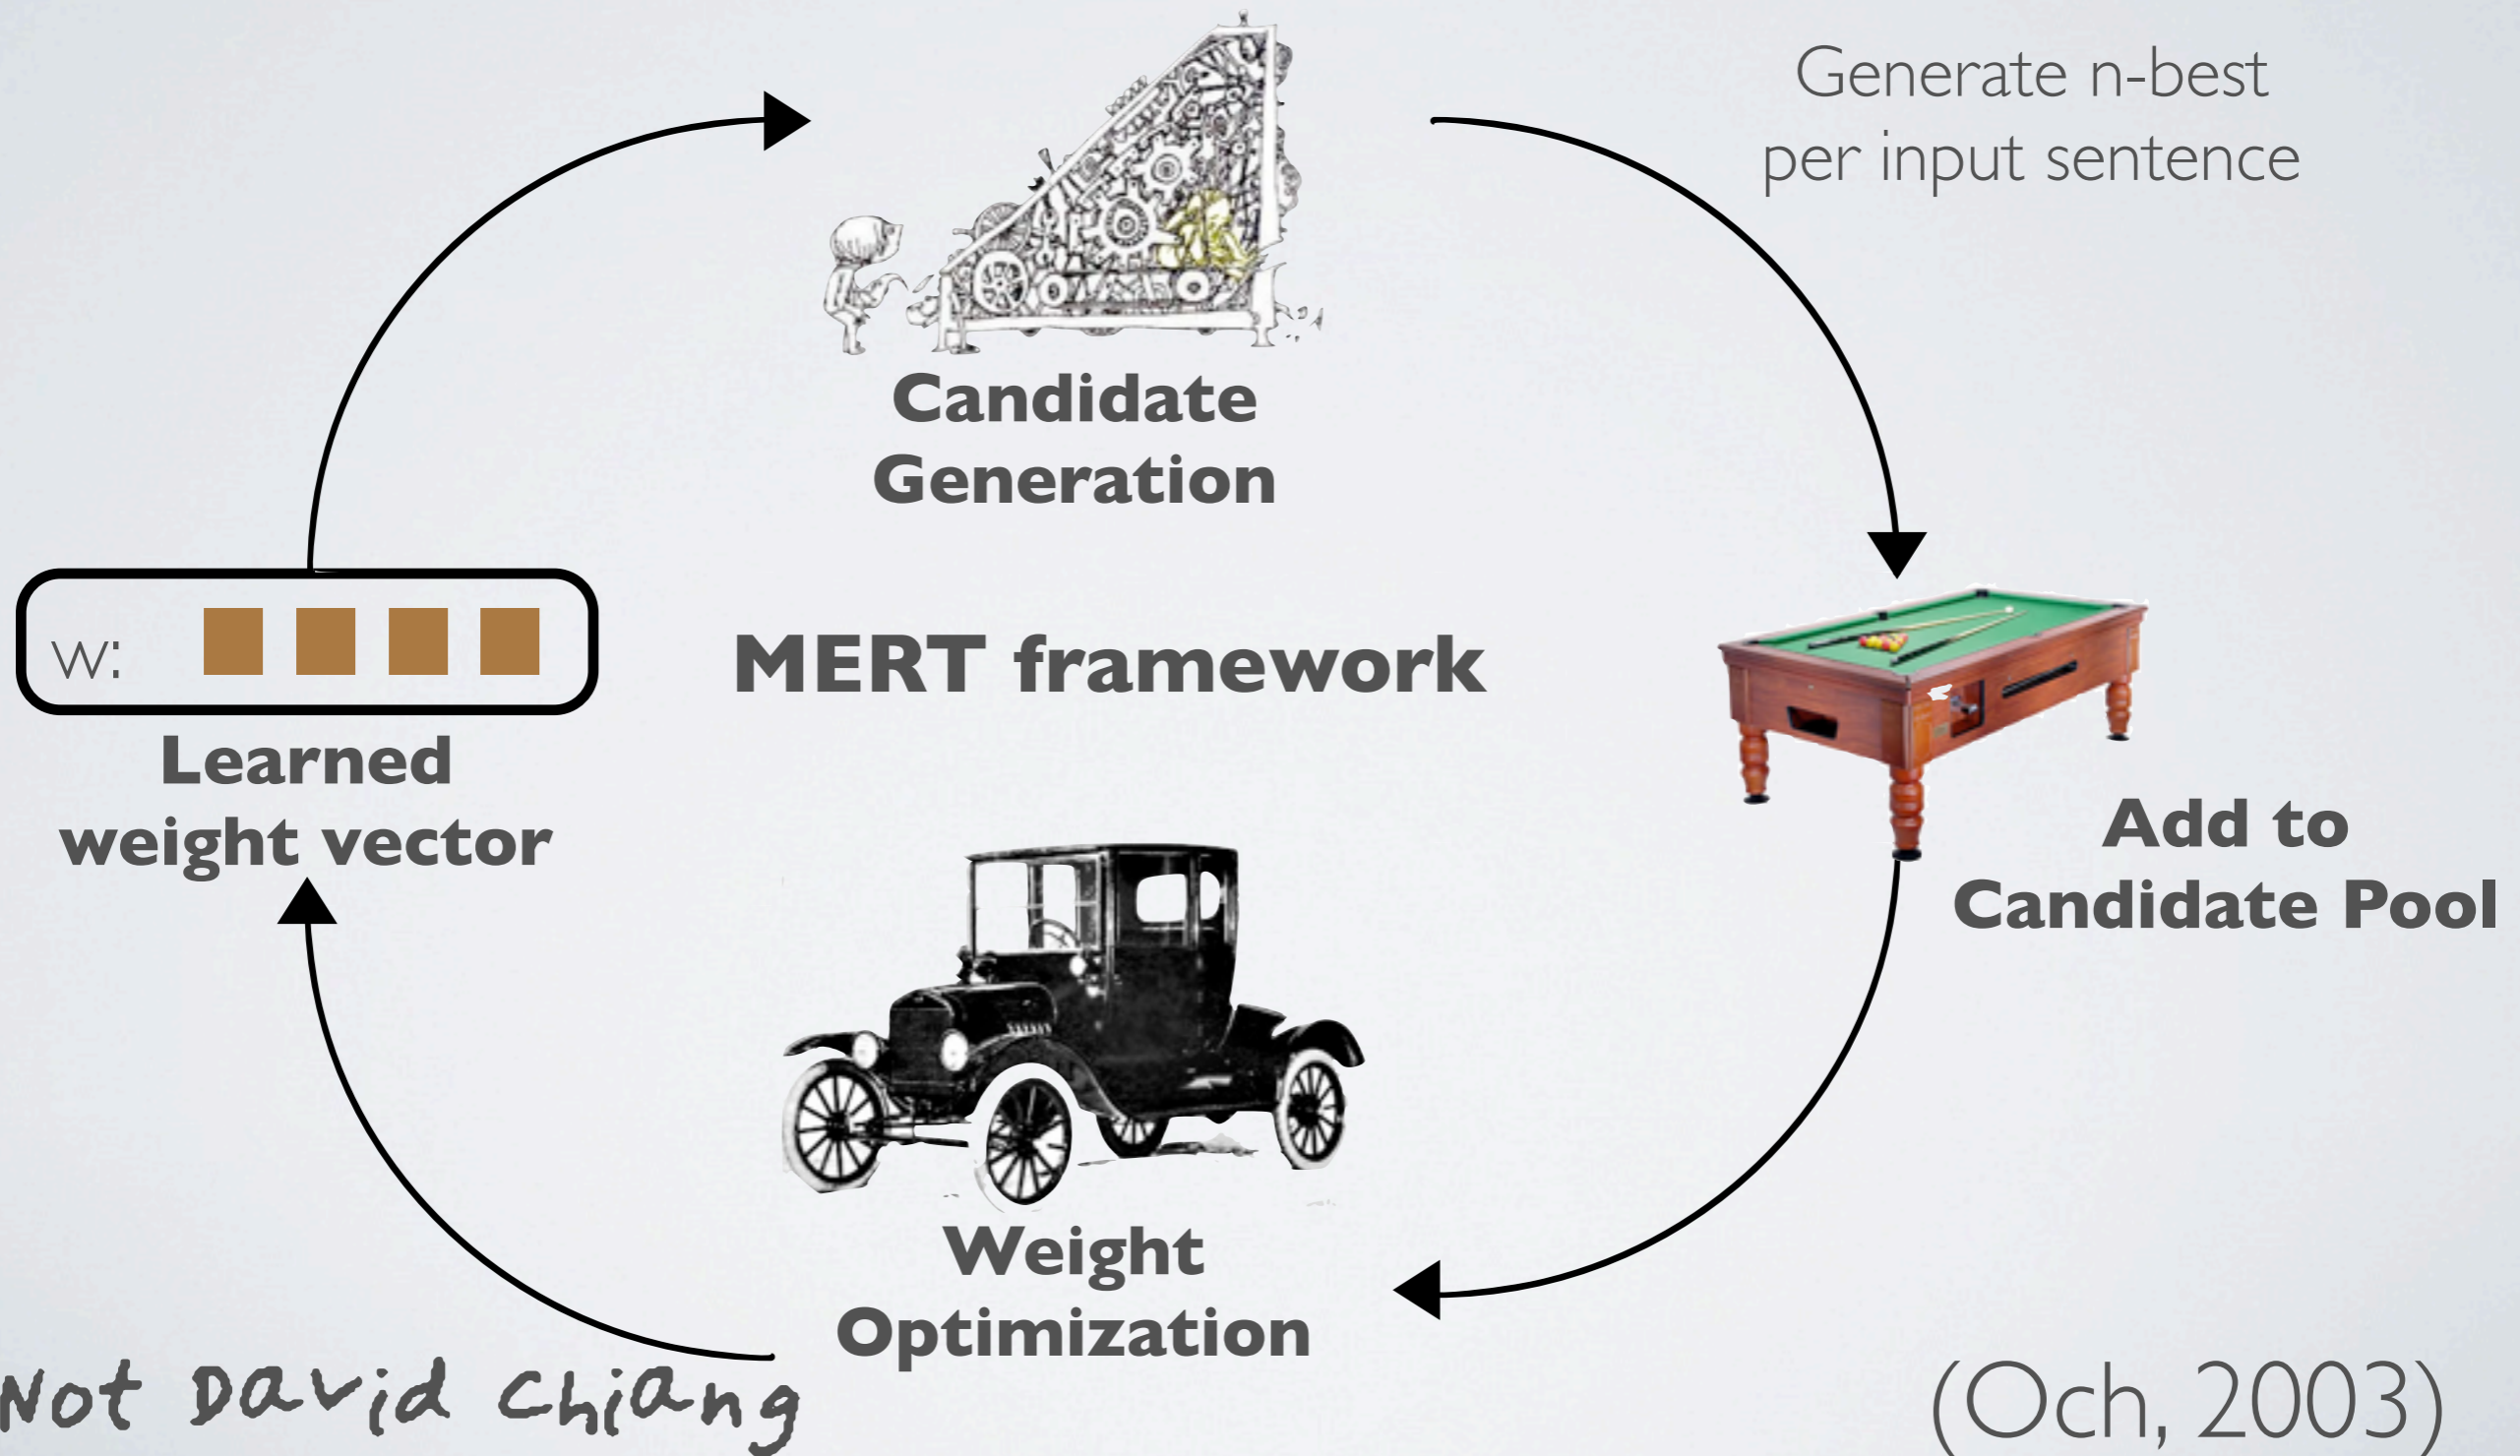 Generate n-best
per input sentence
Candidate
Generation
w:
MERT framework
Learned
weight vector
Add to
Candidate Pool
Weight
Optimization
Not David Chiang
(Och, 2003)